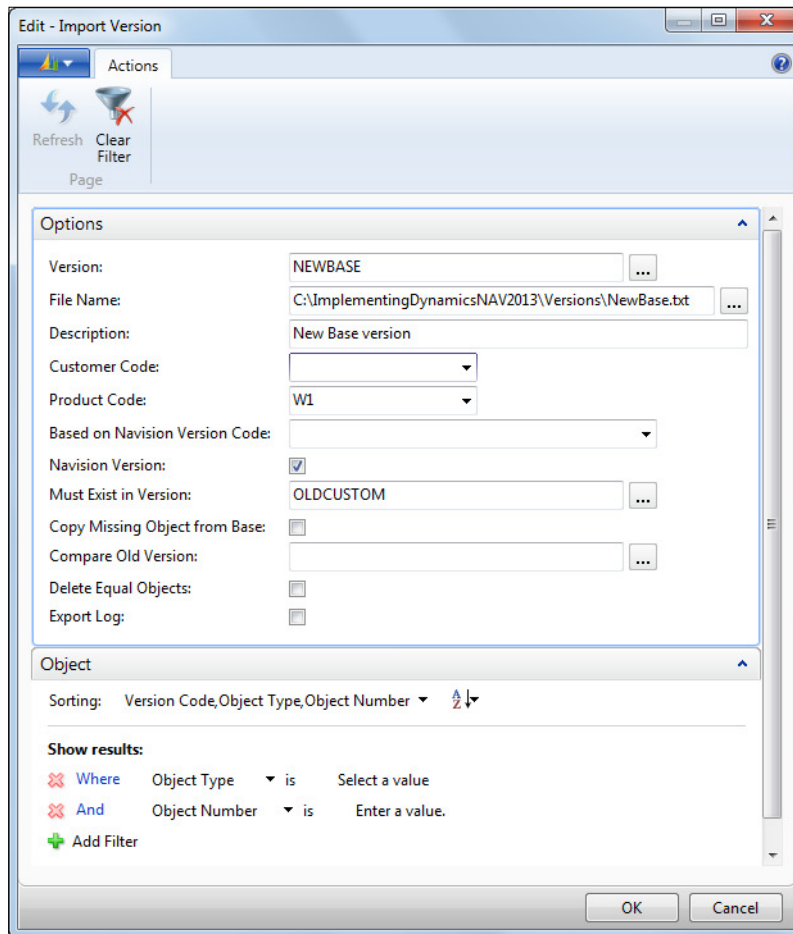 Edit - Import Version
Actions
Refresh Clear Filter
Page
Options
Version: NEWBASE ...
File Name: C:\ImplementingDynamicsNAV2013\Versions\NewBase.txt ...
Description: New Base version
Customer Code:
Product Code: W1
Based on Navision Version Code:
Navision Version:
Must Exist in Version: OLDCUSTOM ...
Copy Missing Object from Base:
Compare Old Version: ...
Delete Equal Objects:
Export Log:
Object
Sorting: Version Code,Object Type,Object Number AZ
Show results:
Where Object Type is Select a value
And Object Number is Enter a value.
Add Filter
OK Cancel